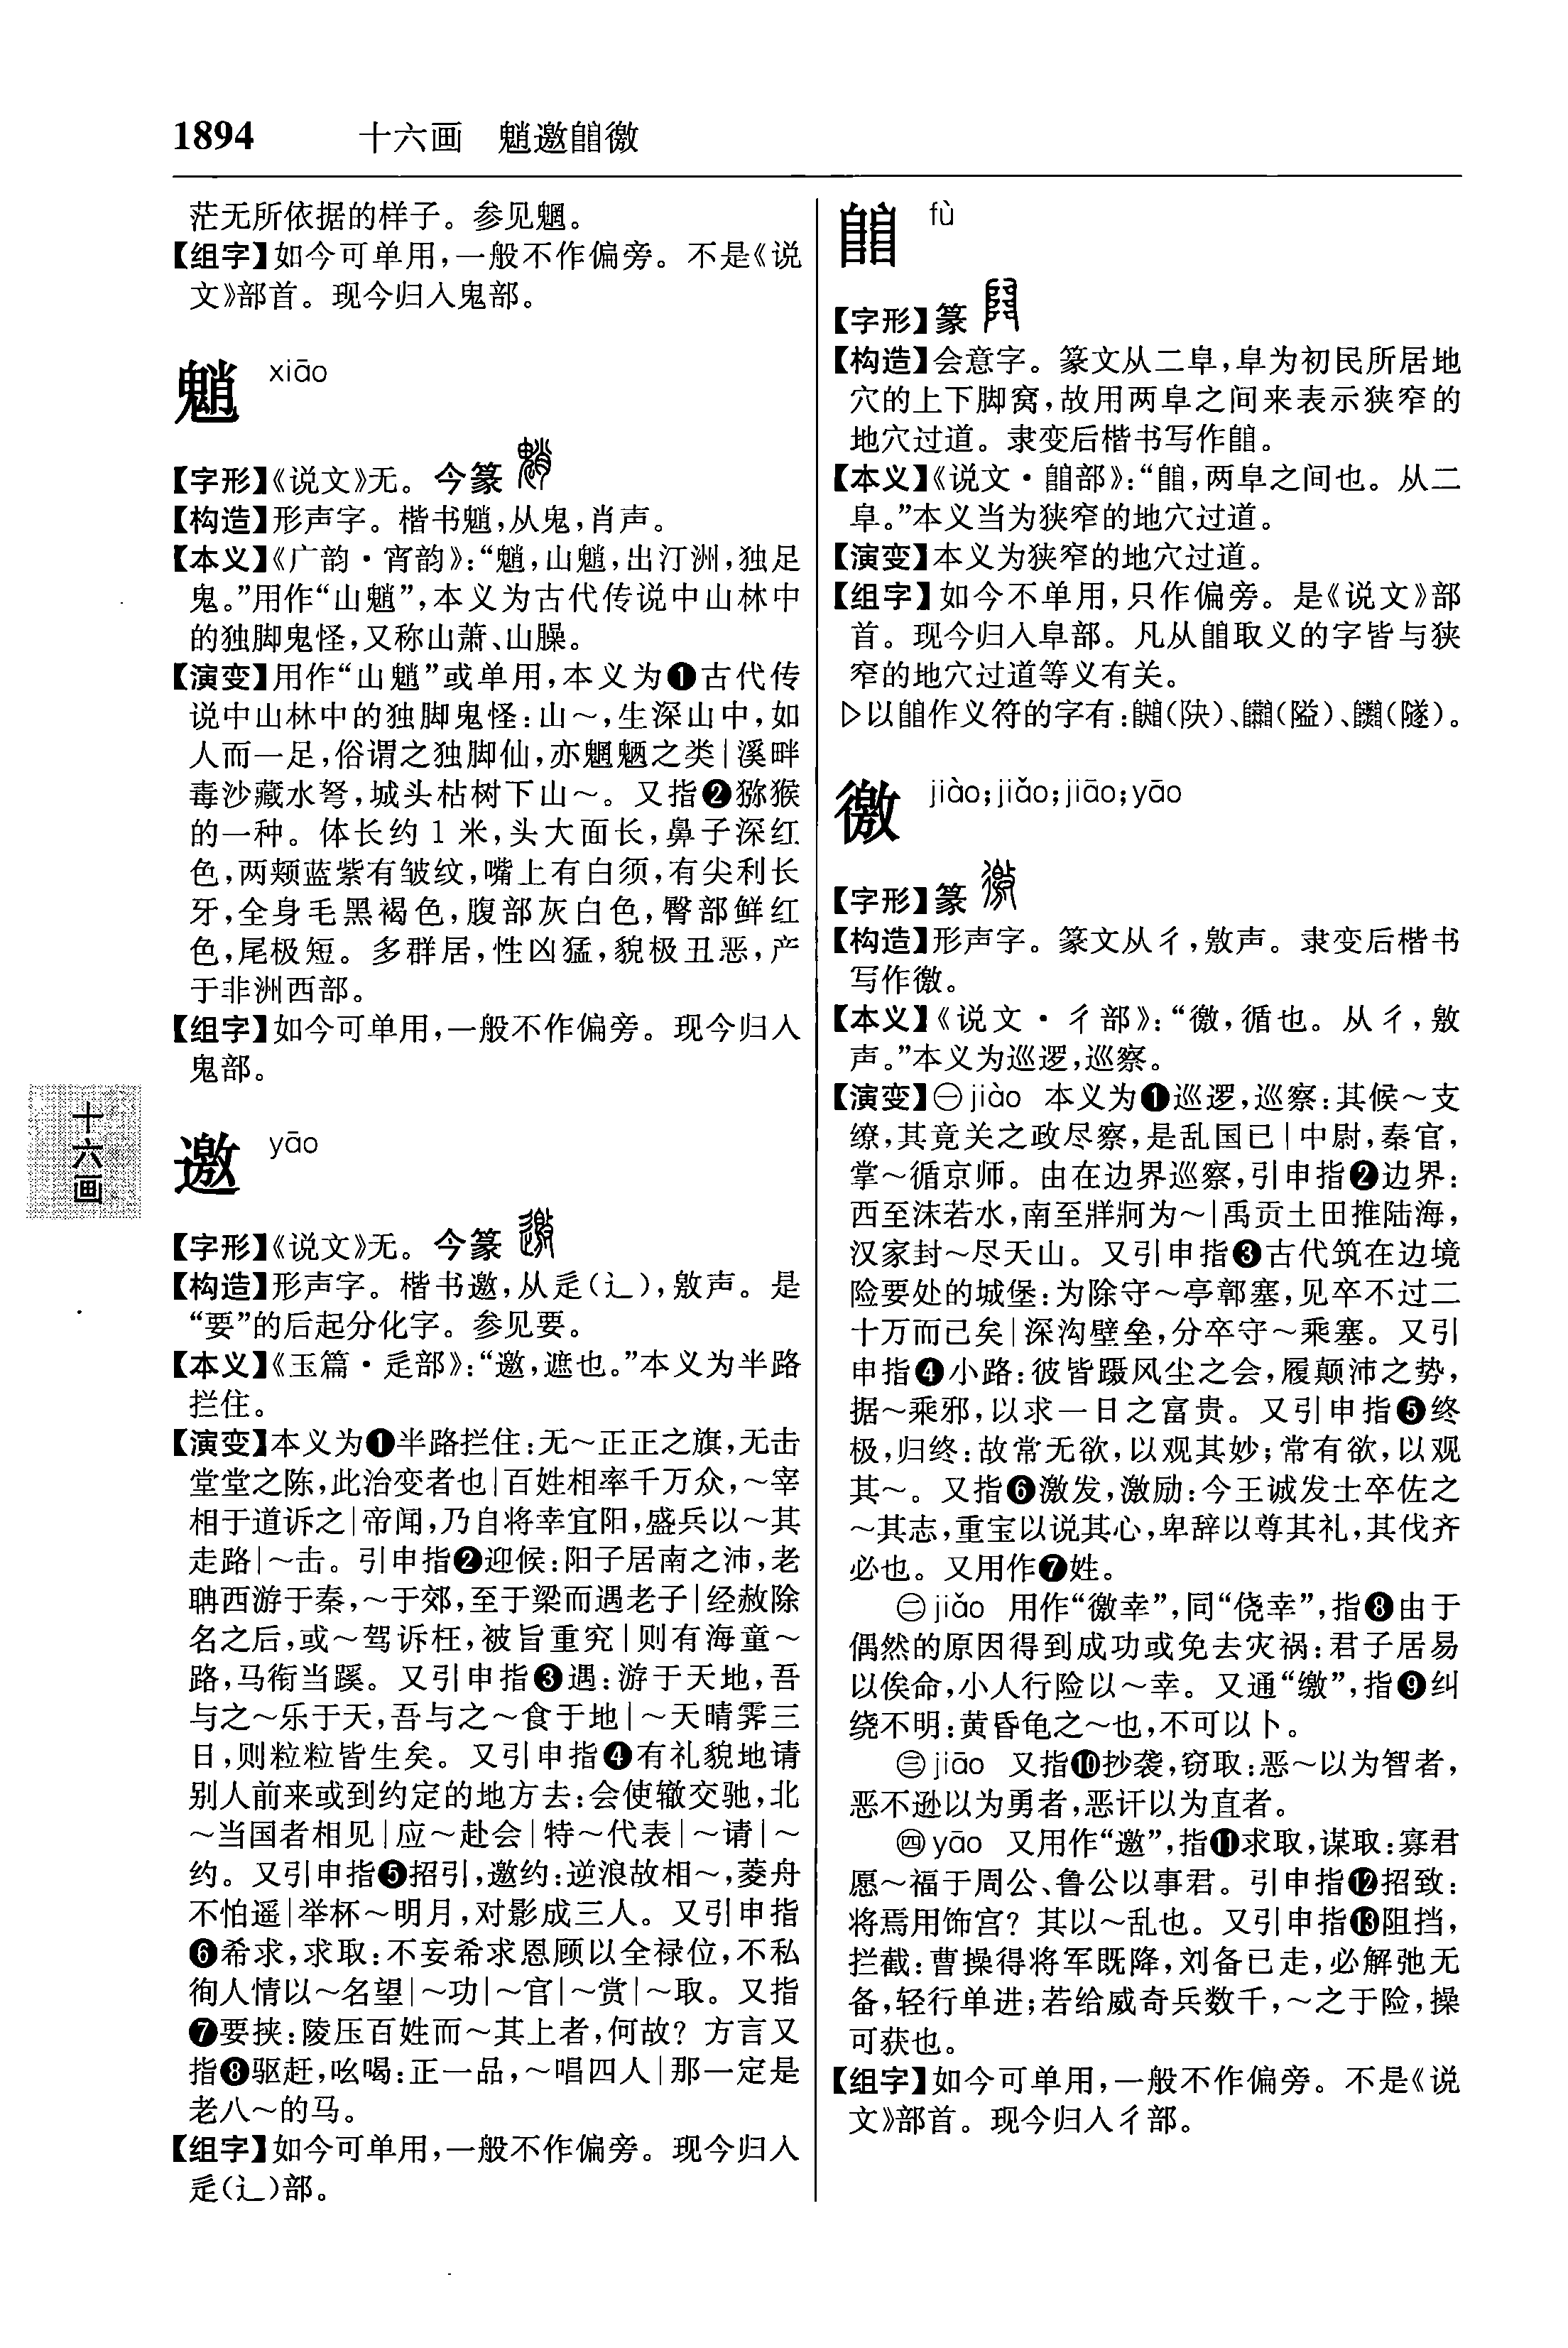 1894 十六画 魈邀𨺅徼
茫无所依据的样子。参见魍。
【组字】如今可单用,一般不作偏旁。不是《说
文》部首。现今归入鬼部。
魈 xiāo
【字形】《说文》无。今篆
【构造】形声字。楷书魈,从鬼,肖声。
【本义】《广韵·宵韵》:“魈,山魈,出汀洲,独足
鬼。”用作“山魈”,本义为古代传说中山林中
的独脚鬼怪,又称山萧、山臊。
【演变】用作“山魈”或单用,本义为❶古代传
说中山林中的独脚鬼怪:山～,生深山中,如
人而一足,俗谓之独脚仙,亦魍魉之类|溪畔
毒沙藏水弩,城头枯树下山～。又指❷猕猴
的一种。体长约1米,头大面长,鼻子深红
色,两颊蓝紫有皱纹,嘴上有白须,有尖利长
牙,全身毛黑褐色,腹部灰白色,臀部鲜红
色,尾极短。多群居,性凶猛,貌极丑恶,产
于非洲西部。
【组字】如今可单用,一般不作偏旁。现今归入
鬼部。
十六画
邀 yāo
【字形】《说文》无。今篆
【构造】形声字。楷书邀,从辵(辶),敫声。是
“要”的后起分化字。参见要。
【本义】《玉篇·辵部》:“邀,遮也。”本义为半路
拦住。
【演变】本义为❶半路拦住:无～正正之旗,无击
堂堂之陈,此治变者也|百姓相率千万众,～宰
相于道诉之|帝闻,乃自将幸宜阳,盛兵以～其
走路|～击。引申指❷迎候:阳子居南之沛,老
聃西游于秦,～于郊,至于梁而遇老子|经赦除
名之后,或～驾诉枉,被旨重究|则有海童～
路,马衔当蹊。又引申指❸遇:游于天地,吾
与之～乐于天,吾与之～食于地|～天晴霁三
日,则粒粒皆生矣。又引申指❹有礼貌地请
别人前来或到约定的地方去:会使辙交驰,北
～当国者相见|应～赴会|特～代表|～请|～
约。又引申指❺招引,邀约:逆浪故相～,菱舟
不怕遥|举杯～明月,对影成三人。又引申指
❻希求,求取:不妄希求恩顾以全禄位,不私
徇人情以～名望|～功|～官|～赏|～取。又指
❼要挟:陵压百姓而～其上者,何故?方言又
指❽驱赶,吆喝:正一品,～唱四人|那一定是
老八～的马。
【组字】如今可单用,一般不作偏旁。现今归入
辵(辶)部。
𨺅 fù
【字形】篆
【构造】会意字。篆文从二阜,阜为初民所居地
穴的上下脚窝,故用两阜之间来表示狭窄的
地穴过道。隶变后楷书写作𨺅。
【本义】《说文·𨺅部》:“𨺅,两阜之间也。从二
阜。”本义当为狭窄的地穴过道。
【演变】本义为狭窄的地穴过道。
【组字】如今不单用,只作偏旁。是《说文》部
首。现今归入阜部。凡从𨺅取义的字皆与狭
窄的地穴过道等义有关。
▷以𨺅作义符的字有:(䦼)、(隘)、(隧)。
徼 jiào;jiǎo;jiāo;yāo
【字形】篆
【构造】形声字。篆文从彳,敫声。隶变后楷书
写作徼。
【本义】《说文·彳部》:“徼,循也。从彳,敫
声。”本义为巡逻,巡察。
【演变】㊀jiào 本义为❶巡逻,巡察:其候～支
缭,其竟关之政尽察,是乱国已|中尉,秦官,
掌～循京师。由在边界巡察,引申指❷边界:
西至沫若水,南至牂牁为～|禹贡土田推陆海,
汉家封～尽天山。又引申指❸古代筑在边境
险要处的城堡:为除守～亭鄣塞,见卒不过二
十万而已矣|深沟壁垒,分卒守～乘塞。又引
申指❹小路:彼皆蹑风尘之会,履颠沛之势,
据～乘邪,以求一日之富贵。又引申指❺终
极,归终:故常无欲,以观其妙;常有欲,以观
其～。又指❻激发,激励:今王诚发士卒佐之
～其志,重宝以说其心,卑辞以尊其礼,其伐齐
必也。又用作❼姓。
㊁jiǎo 用作“徼幸”,同“侥幸”,指❽由于
偶然的原因得到成功或免去灾祸:君子居易
以俟命,小人行险以～幸。又通“缴”,指❾纠
绕不明:黄昏龟之～也,不可以卜。
㊂jiāo 又指❿抄袭,窃取:恶～以为智者,
恶不逊以为勇者,恶讦以为直者。
㊃yāo 又用作“邀”,指⓫求取,谋取:寡君
愿～福于周公、鲁公以事君。引申指⓬招致:
将焉用饰宫?其以～乱也。又引申指⓭阻挡,
拦截:曹操得将军既降,刘备已走,必解弛无
备,轻行单进;若给威奇兵数千,～之于险,操
可获也。
【组字】如今可单用,一般不作偏旁。不是《说
文》部首。现今归入彳部。